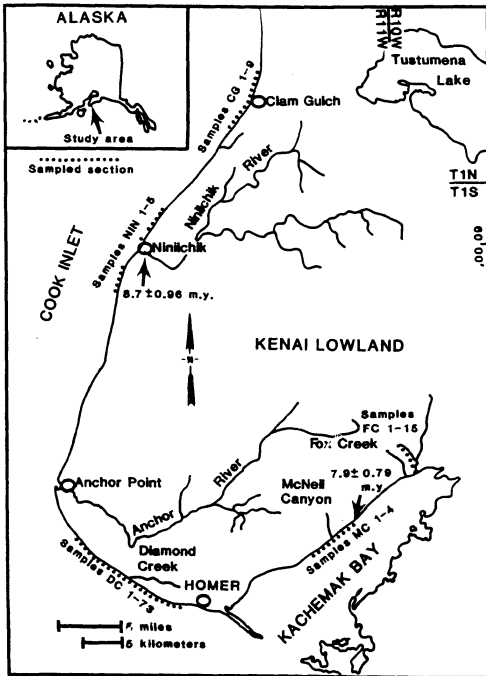 ALASKA
Study area
Sampled section
R10W
R11W
Tustumena
Lake
T1N
T1S
60°00'
Samples CG 1-9
Clam Gulch
Ninilchik River
Samples NIN 1-5
Ninilchik
8.7 ± 0.96 m.y.
COOK INLET
-N-
KENAI LOWLAND
Samples
FC 1-15
Fox Creek
7.9 ± 0.79
m.y.
McNeil
Canyon
Anchor Point
Anchor River
Samples MC 1-4
Diamond
Creek
Samples DC 1-73
HOMER
KACHEMAK BAY
5 miles
5 kilometers